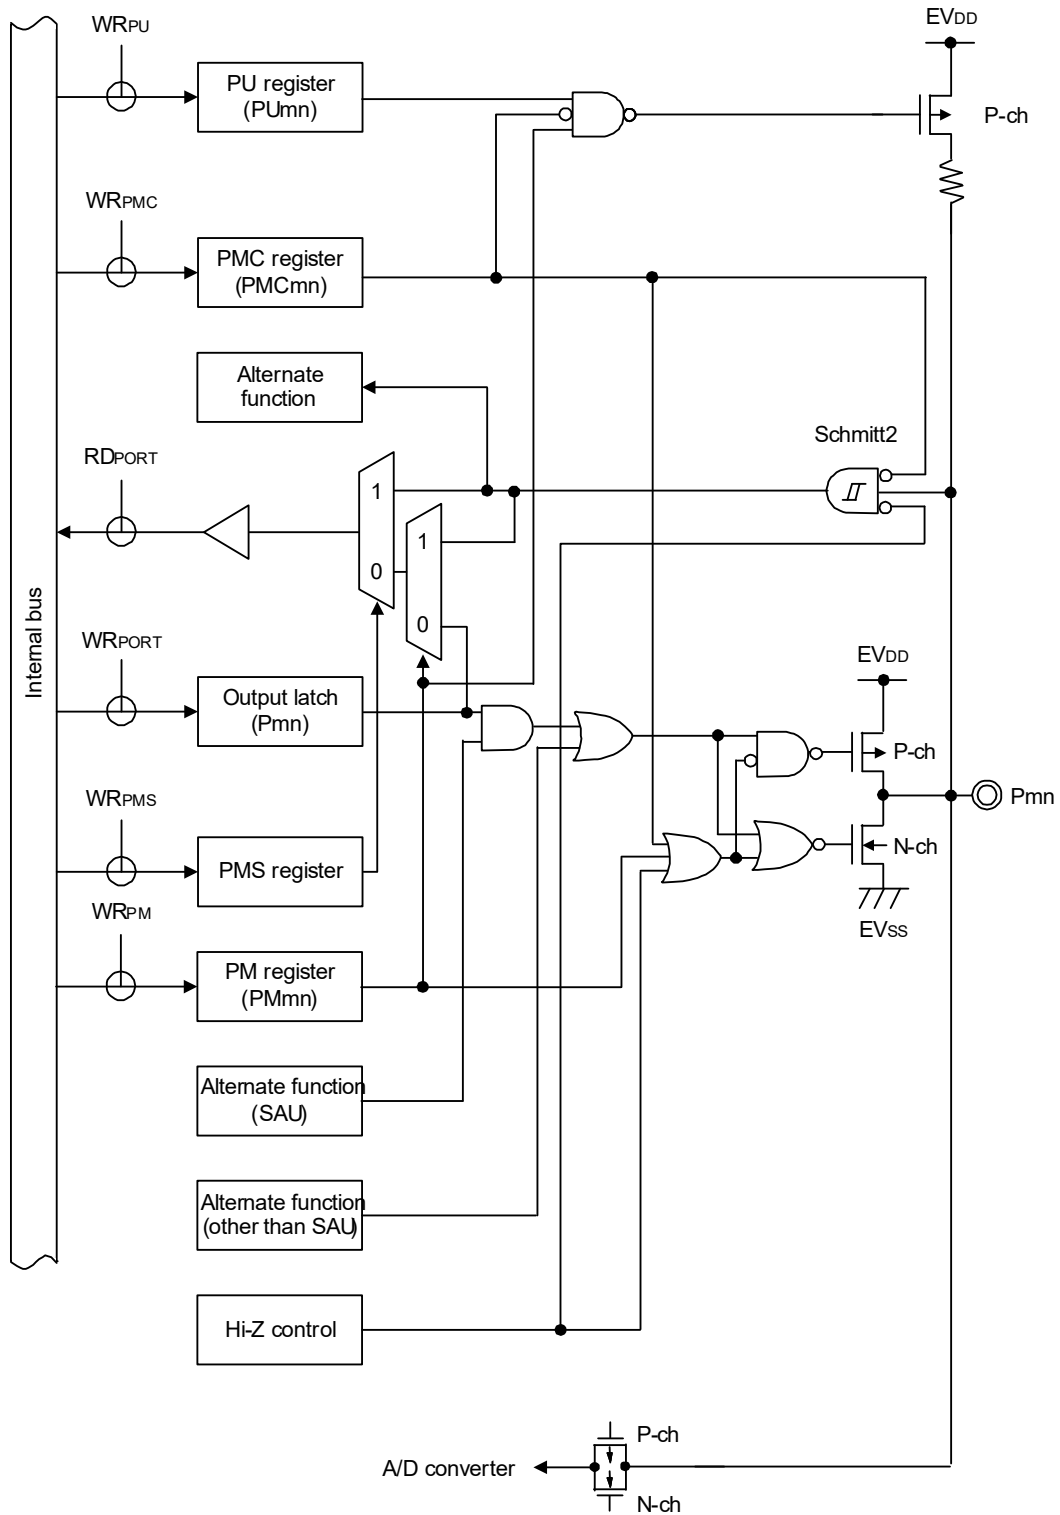 WRPU
EVDD
PU register
(PUmn)
P-ch
WRPMC
PMC register
(PMCmn)
Alternate
function
Schmitt2
RDPORT
1
1
0
0
Internal bus
WRPORT
Output latch
(Pmn)
EVDD
P-ch
Pmn
WRPMS
PMS register
N-ch
WRPM
EVSS
PM register
(PMmn)
Alternate function
(SAU)
Alternate function
(other than SAU)
Hi-Z control
P-ch
A/D converter
N-ch